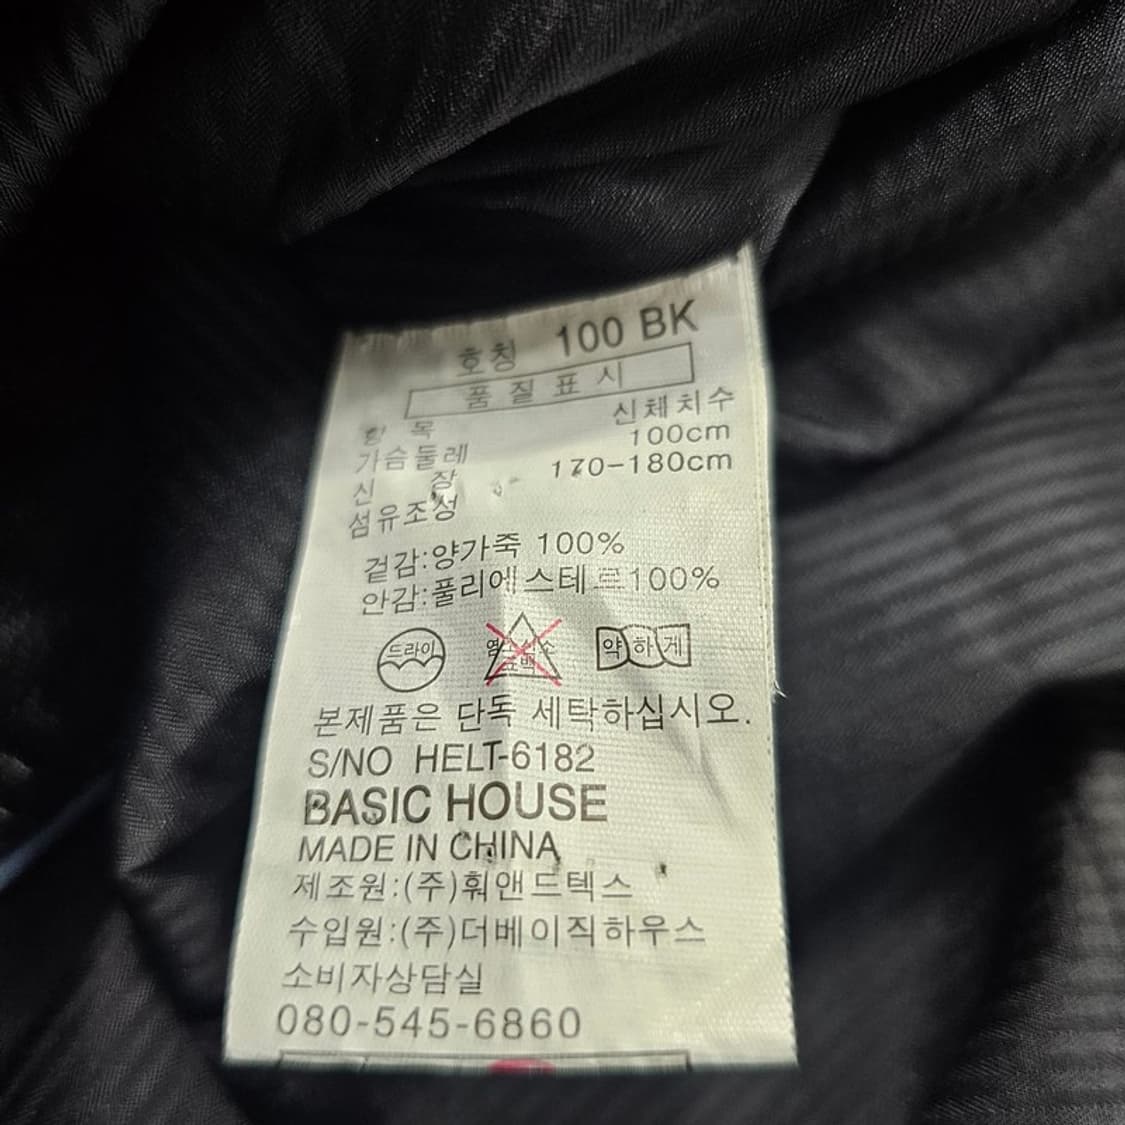 호칭 100 BK
품질표시
항 목 신체치수
가슴둘레 100cm
신 장 170-180cm
섬유조성
겉감:양가죽 100%
안감:폴리에스테르100%
드라이 염소 표백 약하게
본제품은 단독 세탁하십시오.
S/NO HELT-6182
BASIC HOUSE
MADE IN CHINA
제조원:(주)훠앤드텍스
수입원:(주)더베이직하우스
소비자상담실
080-545-6860